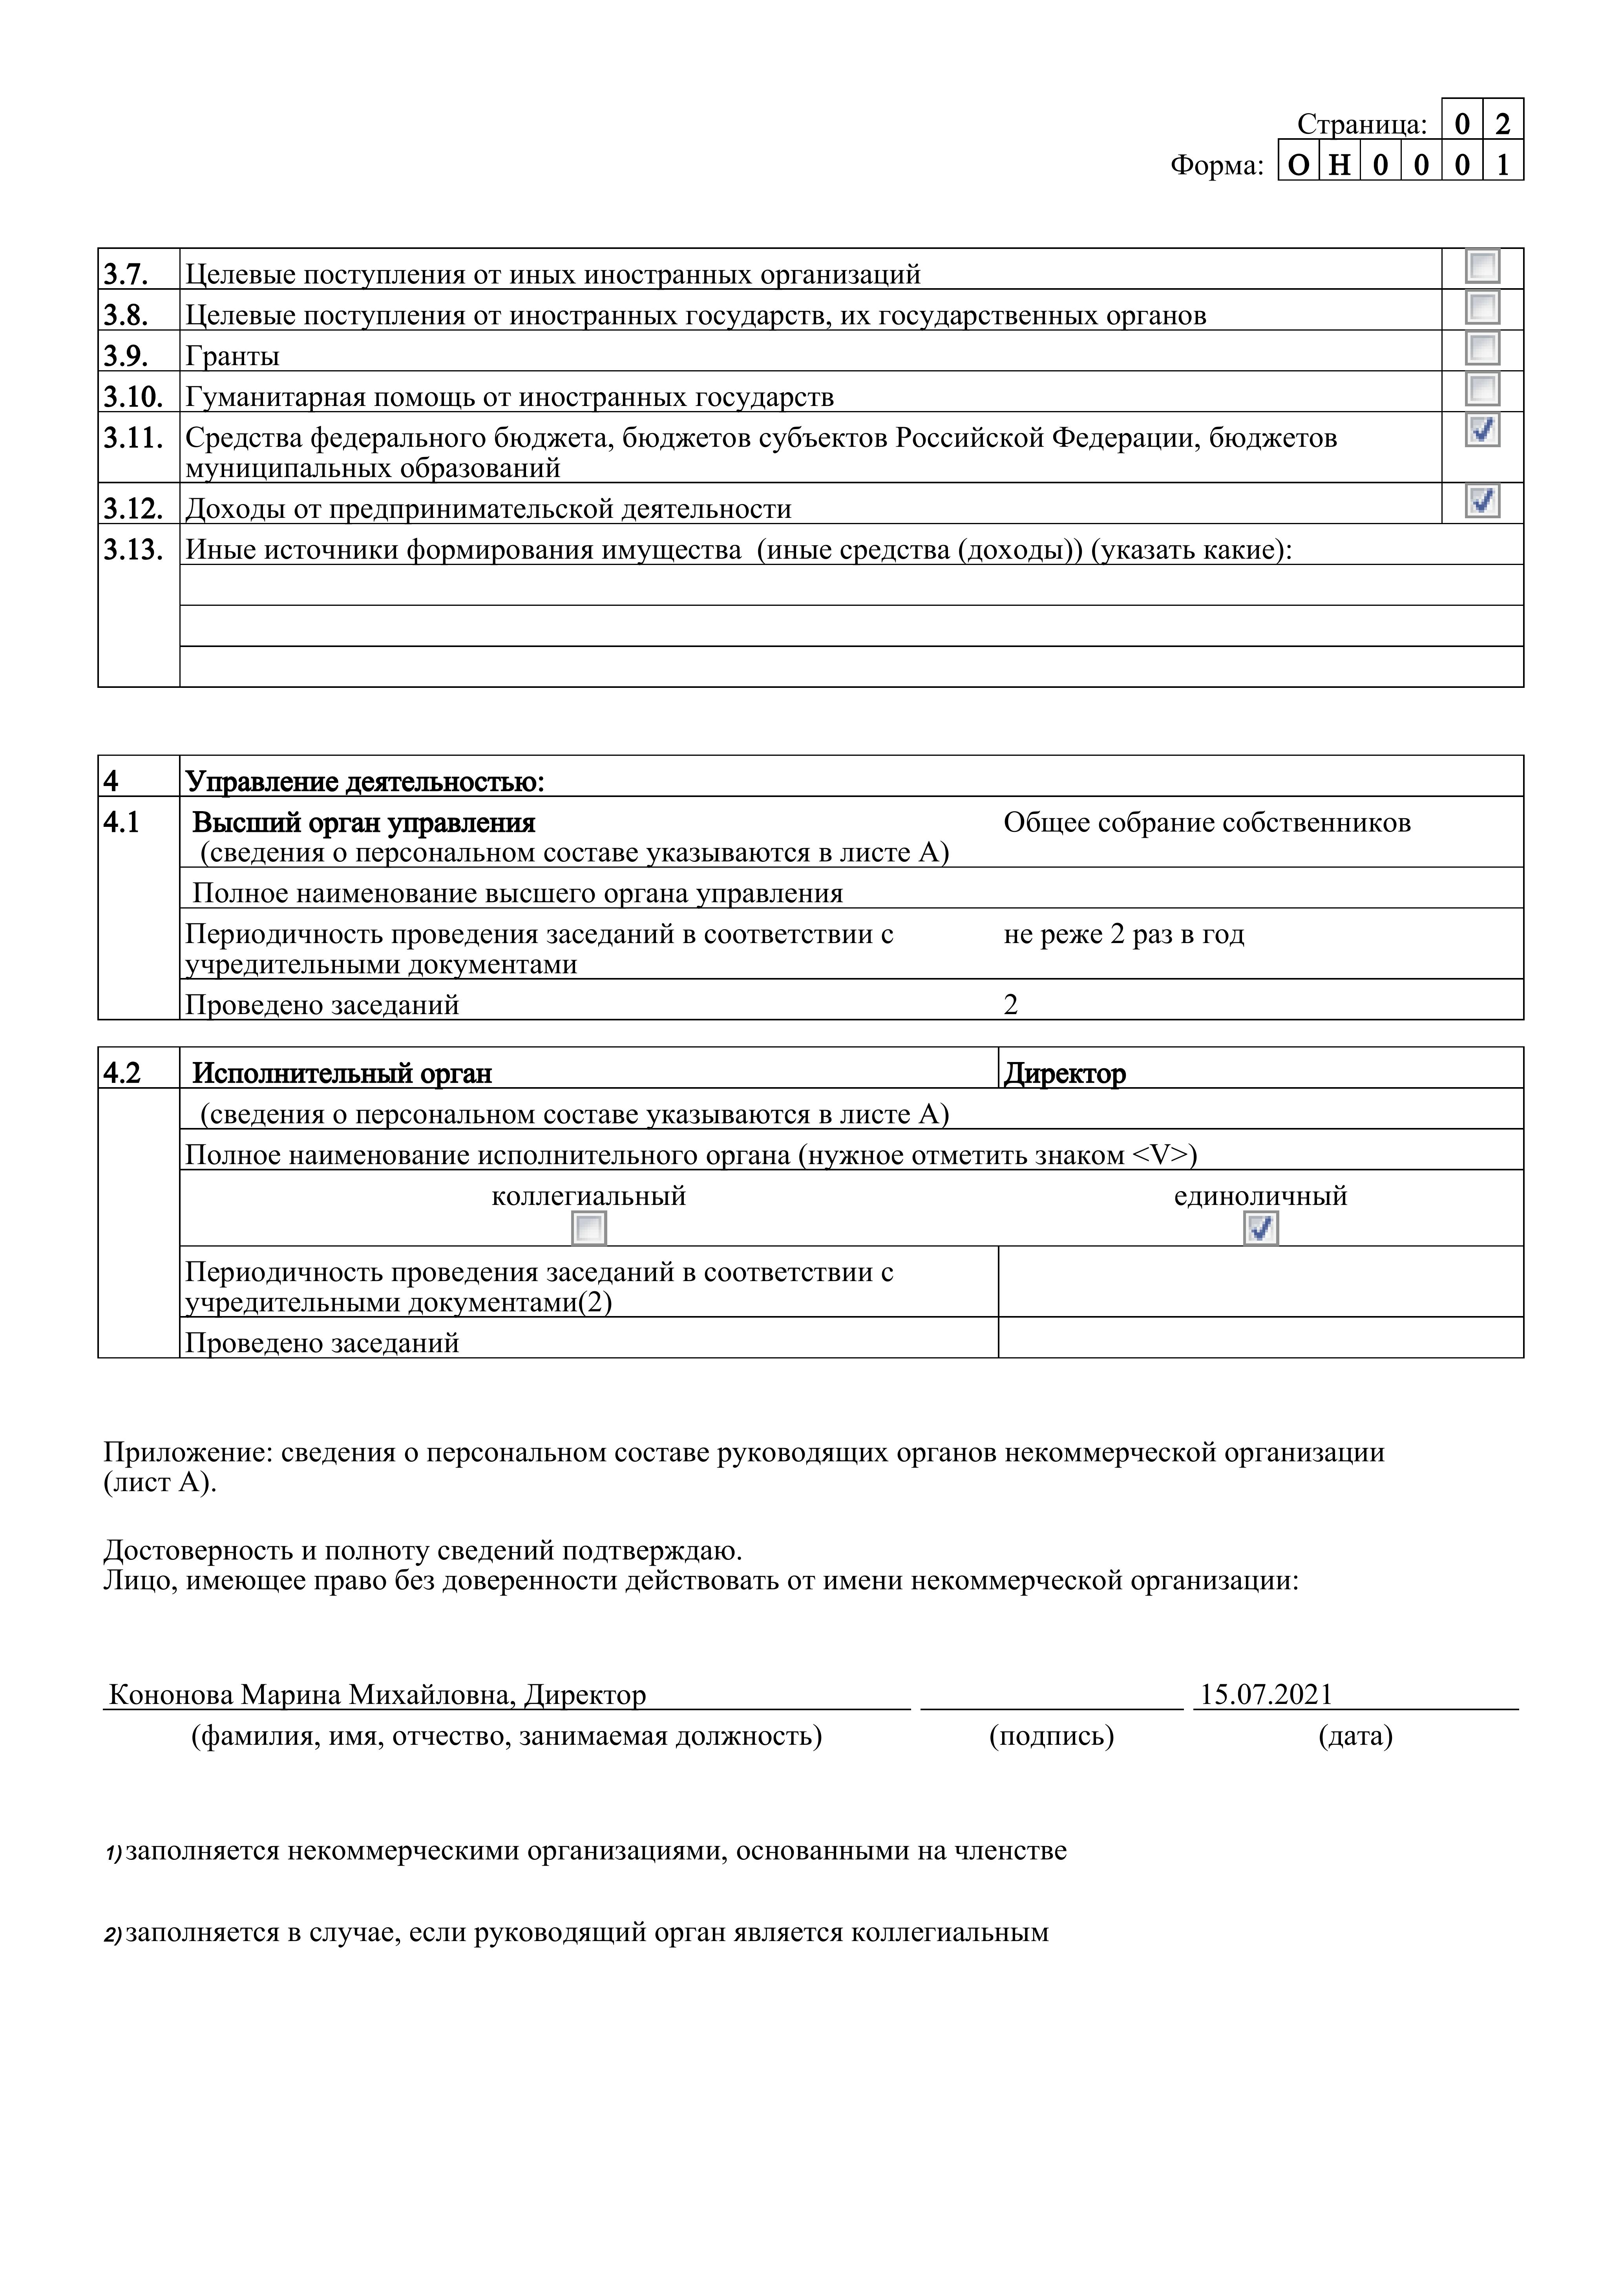 Страница: 0 2
Форма: О Н 0 0 0 1
3.7. Целевые поступления от иных иностранных организаций
3.8. Целевые поступления от иностранных государств, их государственных органов
3.9. Гранты
3.10. Гуманитарная помощь от иностранных государств
3.11. Средства федерального бюджета, бюджетов субъектов Российской Федерации, бюджетов
муниципальных образований
3.12. Доходы от предпринимательской деятельности
3.13. Иные источники формирования имущества (иные средства (доходы)) (указать какие):
4 Управление деятельностью:
4.1 Высший орган управления Общее собрание собственников
(сведения о персональном составе указываются в листе А)
Полное наименование высшего органа управления
Периодичность проведения заседаний в соответствии с не реже 2 раз в год
учредительными документами
Проведено заседаний 2
4.2 Исполнительный орган Директор
(сведения о персональном составе указываются в листе А)
Полное наименование исполнительного органа (нужное отметить знаком <V>)
коллегиальный единоличный
Периодичность проведения заседаний в соответствии с
учредительными документами(2)
Проведено заседаний
Приложение: сведения о персональном составе руководящих органов некоммерческой организации
(лист А).
Достоверность и полноту сведений подтверждаю.
Лицо, имеющее право без доверенности действовать от имени некоммерческой организации:
Кононова Марина Михайловна, Директор 15.07.2021
(фамилия, имя, отчество, занимаемая должность) (подпись) (дата)
1) заполняется некоммерческими организациями, основанными на членстве
2) заполняется в случае, если руководящий орган является коллегиальным